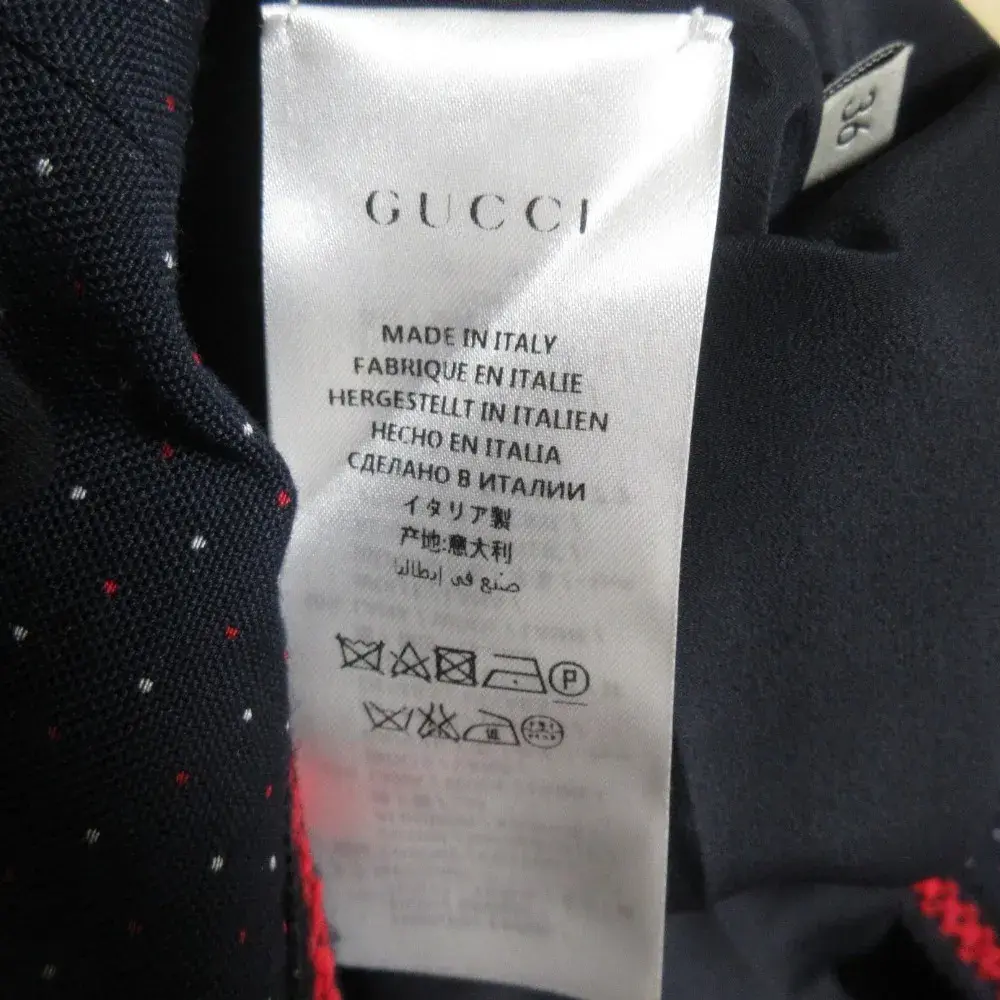 GUCCI
MADE IN ITALY
FABRIQUE EN ITALIE
HERGESTELLT IN ITALIEN
HECHO EN ITALIA
СДЕЛАНО В ИТАЛИИ
イタリア製
产地:意大利
صنع في إيطاليا
P
36